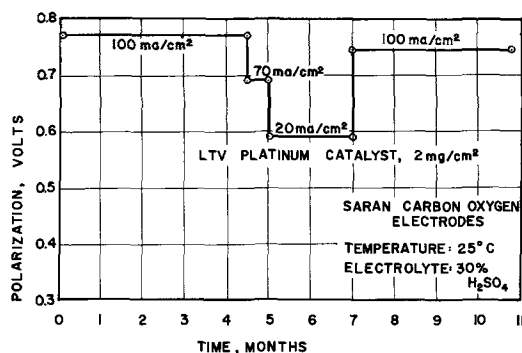 0.8
0.7
0.6
0.5
0.4
0.3
POLARIZATION, VOLTS
100 ma/cm²
70 ma/cm²
20 ma/cm²
100 ma/cm²
LTV PLATINUM CATALYST, 2 mg/cm²
SARAN CARBON OXYGEN
ELECTRODES
TEMPERATURE: 25°C
ELECTROLYTE: 30%
H₂SO₄
0 1 2 3 4 5 6 7 8 9 10 11
TIME, MONTHS